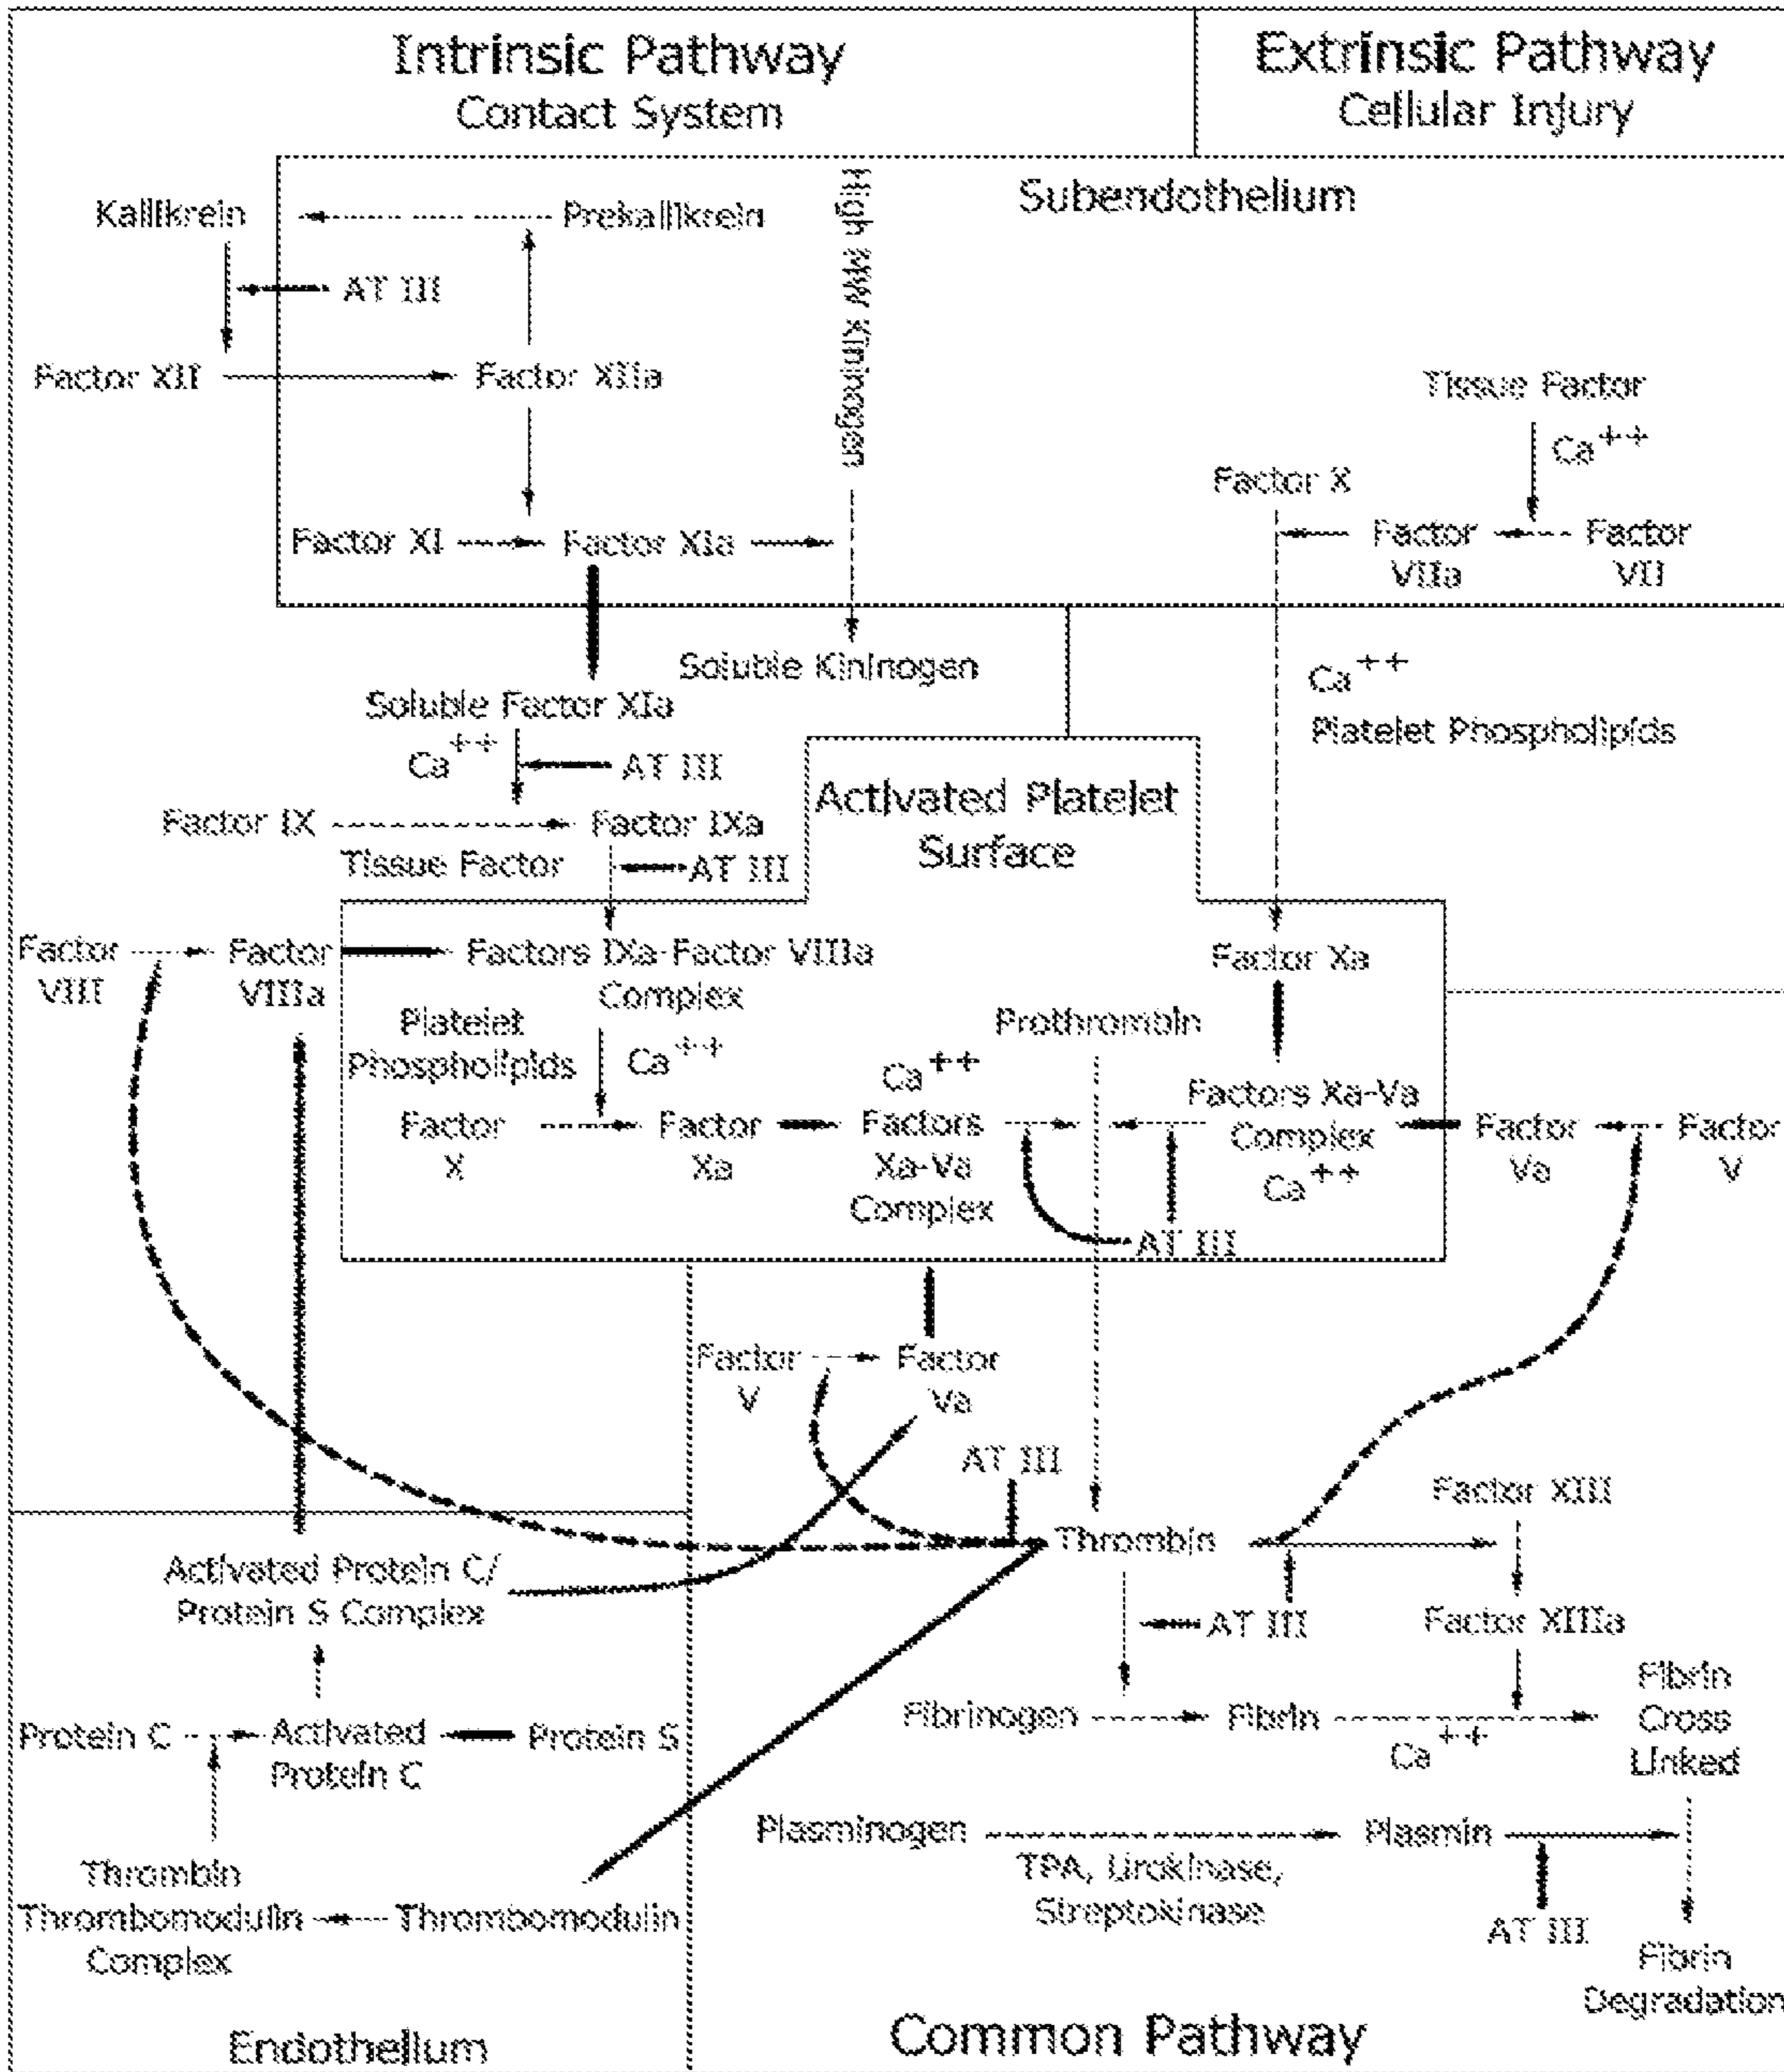 Intrinsic Pathway
Contact System
Extrinsic Pathway
Cellular Injury
Subendothelium
Kallikrein
Prekallikrein
High MW Kininogen
AT III
Factor XII
Factor XIIa
Tissue Factor
Ca++
Factor X
Factor XI
Factor XIa
Factor
VIIa
Factor
VII
Soluble Kininogen
Ca++
Platelet Phospholipids
Soluble Factor XIa
Ca++
AT III
Activated Platelet
Surface
Factor IX
Factor IXa
Tissue Factor
AT III
Factor
VIII
Factor
VIIIa
Factors IXa-Factor VIIIa
Complex
Factor Xa
Platelet
Phospholipids
Ca++
Prothrombin
Ca++
Factor
X
Factor
Xa
Factors
Xa-Va
Complex
Factors Xa-Va
Complex
Ca++
Factor
Va
Factor
V
AT III
Factor
V
Factor
Va
AT III
Thrombin
Factor XIII
Activated Protein C/
Protein S Complex
AT III
Factor XIIIa
Fibrinogen
Fibrin
Ca++
Fibrin
Cross
Linked
Protein C
Activated
Protein C
Protein S
Plasminogen
TPA, Urokinase,
Streptokinase
Plasmin
AT III
Fibrin
Degradation
Thrombin
Thrombomodulin
Complex
Thrombomodulin
Endothelium
Common Pathway